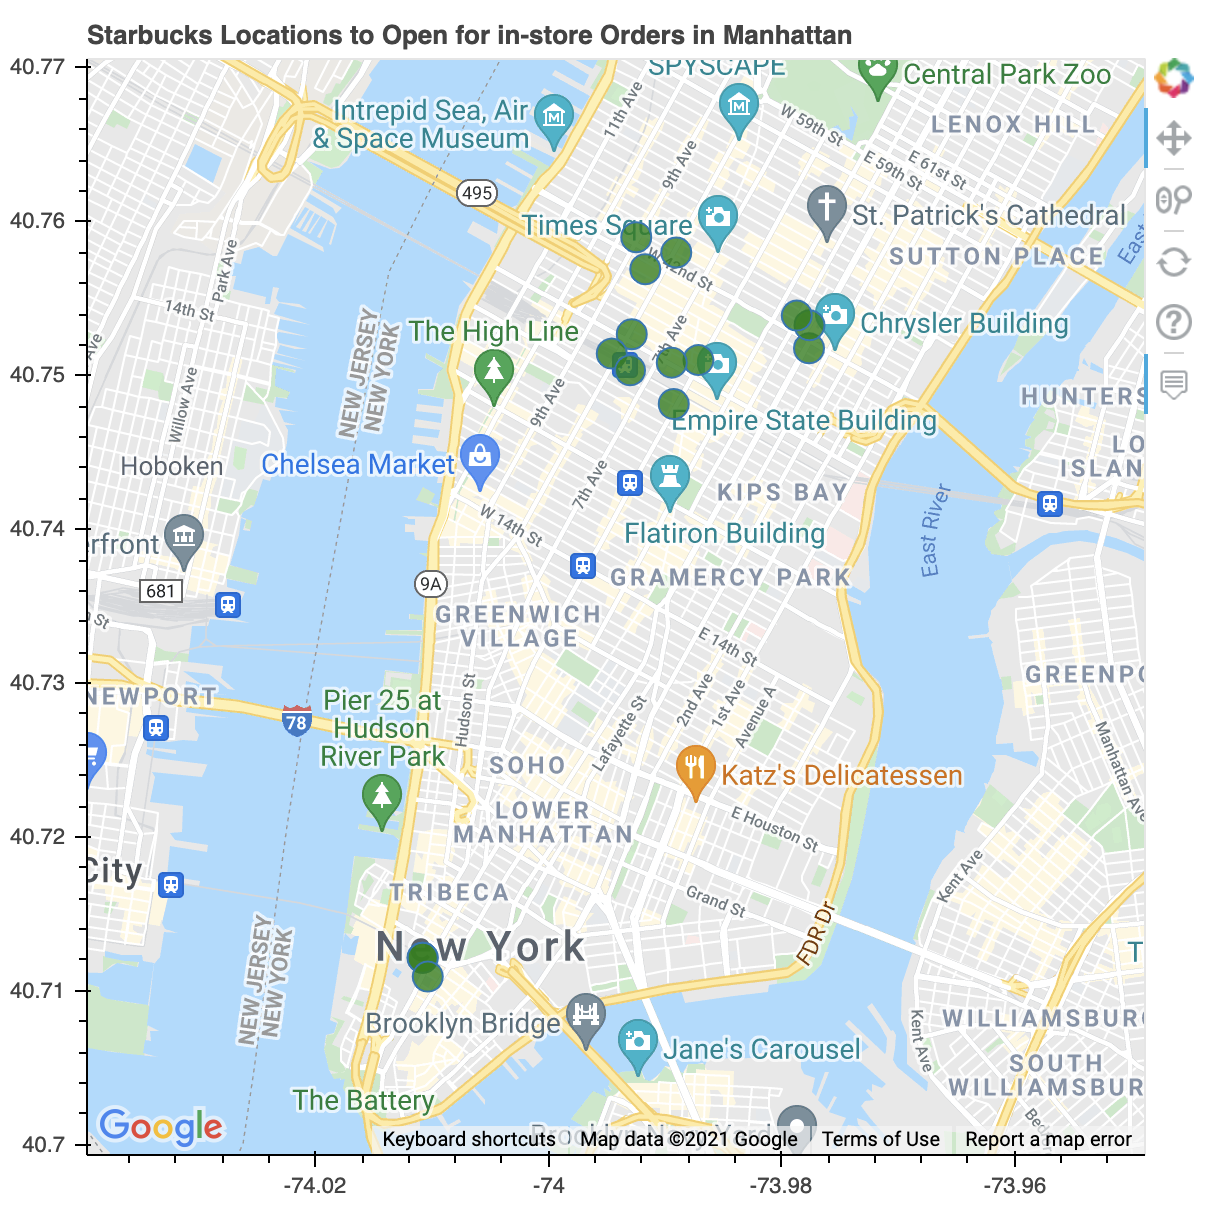 Starbucks Locations to Open for in-store Orders in Manhattan
40.77
SPYSCAPE
Central Park Zoo
Intrepid Sea, Air
& Space Museum
11th Ave
W 59th St
LENOX HILL
9th Ave
E 59th St
E 61st St
495
40.76
Times Square
St. Patrick's Cathedral
East
SUTTON PLACE
Park Ave
W 42nd St
14th St
NEW JERSEY
NEW YORK
The High Line
7th Ave
Chrysler Building
Ave
40.75
Willow Ave
9th Ave
HUNTERS
Empire State Building
LO
ISLAN
Hoboken
Chelsea Market
7th Ave
KIPS BAY
East River
W 14th St
40.74
Flatiron Building
erfront
681
9A
GRAMERCY PARK
St
GREENWICH
VILLAGE
E 14th St
40.73
NEWPORT
GREENPO
Pier 25 at
Hudson
River Park
78
Hudson St
Lafayette St
2nd Ave
1st Ave
Avenue A
Manhattan Ave
SOHO
Katz's Delicatessen
LOWER
MANHATTAN
E Houston St
40.72
City
TRIBECA
Grand St
Kent Ave
FDR Dr
NEW JERSEY
NEW YORK
New York
T
40.71
Brooklyn Bridge
WILLIAMSBURG
Kent Ave
Jane's Carousel
SOUTH
WILLIAMSBUR
The Battery
Bed
Google
Brooklyn Navy Yard
Keyboard shortcuts
Map data ©2021 Google
Terms of Use
Report a map error
40.7
-74.02
-74
-73.98
-73.96